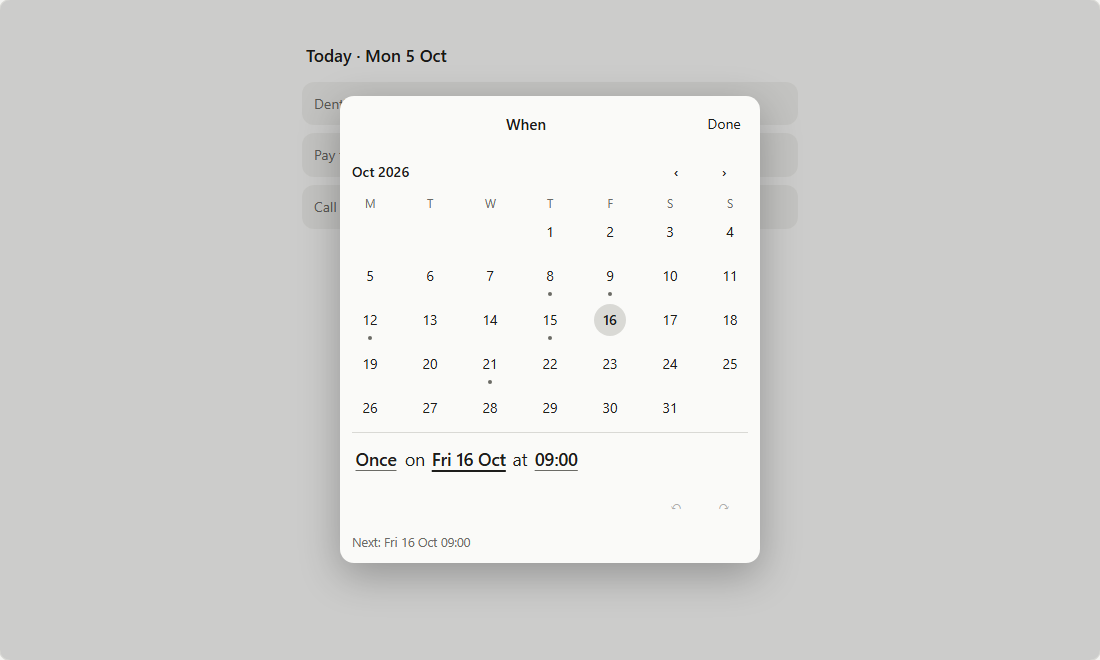 Today · Mon 5 Oct
Pay
Call
When
Done
Oct 2026
‹ ›
M T W T F S S
1 2 3 4
5 6 7 8 9 10 11
12 13 14 15 16 17 18
19 20 21 22 23 24 25
26 27 28 29 30 31
Once on Fri 16 Oct at 09:00
Next: Fri 16 Oct 09:00